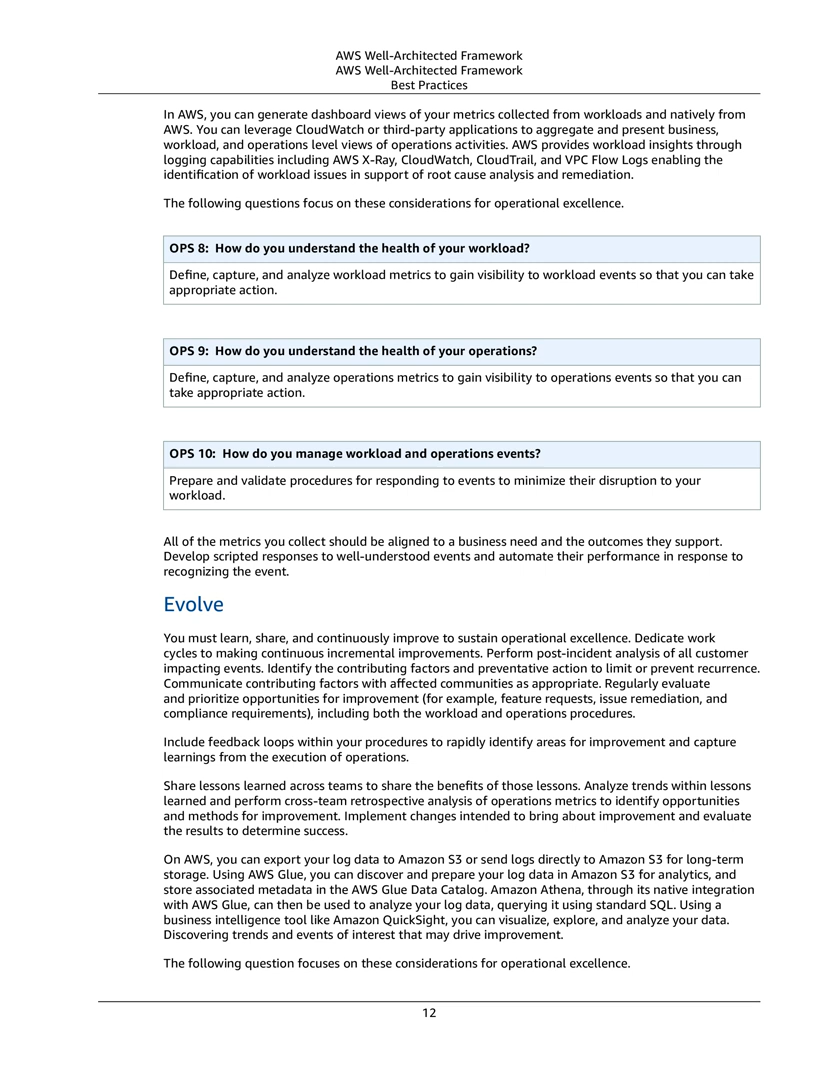 AWS Well-Architected Framework
AWS Well-Architected Framework
Best Practices
In AWS, you can generate dashboard views of your metrics collected from workloads and natively from
AWS. You can leverage CloudWatch or third-party applications to aggregate and present business,
workload, and operations level views of operations activities. AWS provides workload insights through
logging capabilities including AWS X-Ray, CloudWatch, CloudTrail, and VPC Flow Logs enabling the
identification of workload issues in support of root cause analysis and remediation.
The following questions focus on these considerations for operational excellence.
OPS 8:  How do you understand the health of your workload?
Define, capture, and analyze workload metrics to gain visibility to workload events so that you can take
appropriate action.
OPS 9:  How do you understand the health of your operations?
Define, capture, and analyze operations metrics to gain visibility to operations events so that you can
take appropriate action.
OPS 10:  How do you manage workload and operations events?
Prepare and validate procedures for responding to events to minimize their disruption to your
workload.
All of the metrics you collect should be aligned to a business need and the outcomes they support.
Develop scripted responses to well-understood events and automate their performance in response to
recognizing the event.
Evolve
You must learn, share, and continuously improve to sustain operational excellence. Dedicate work
cycles to making continuous incremental improvements. Perform post-incident analysis of all customer
impacting events. Identify the contributing factors and preventative action to limit or prevent recurrence.
Communicate contributing factors with affected communities as appropriate. Regularly evaluate
and prioritize opportunities for improvement (for example, feature requests, issue remediation, and
compliance requirements), including both the workload and operations procedures.
Include feedback loops within your procedures to rapidly identify areas for improvement and capture
learnings from the execution of operations.
Share lessons learned across teams to share the benefits of those lessons. Analyze trends within lessons
learned and perform cross-team retrospective analysis of operations metrics to identify opportunities
and methods for improvement. Implement changes intended to bring about improvement and evaluate
the results to determine success.
On AWS, you can export your log data to Amazon S3 or send logs directly to Amazon S3 for long-term
storage. Using AWS Glue, you can discover and prepare your log data in Amazon S3 for analytics, and
store associated metadata in the AWS Glue Data Catalog. Amazon Athena, through its native integration
with AWS Glue, can then be used to analyze your log data, querying it using standard SQL. Using a
business intelligence tool like Amazon QuickSight, you can visualize, explore, and analyze your data.
Discovering trends and events of interest that may drive improvement.
The following question focuses on these considerations for operational excellence.
12